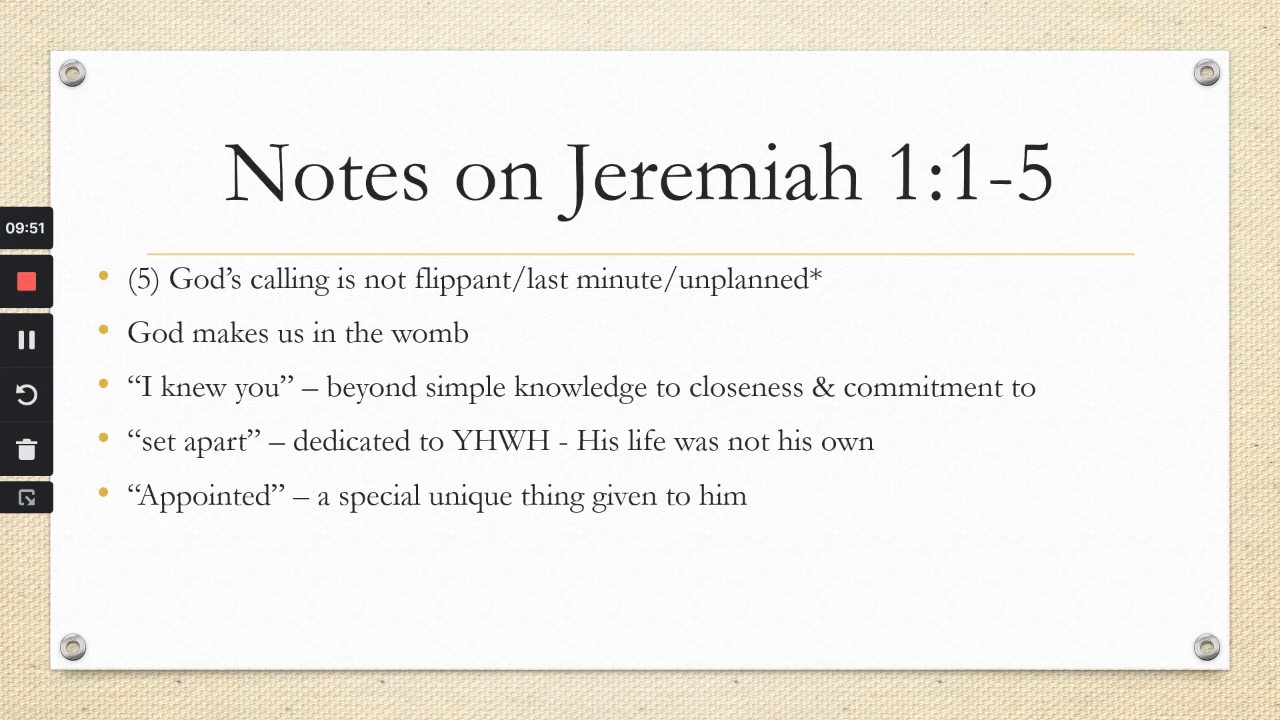 Notes on Jeremiah 1:1-5
09:51
(5) God’s calling is not flippant/last minute/unplanned*
God makes us in the womb
“I knew you” – beyond simple knowledge to closeness & commitment to
“set apart” – dedicated to YHWH - His life was not his own
“Appointed” – a special unique thing given to him